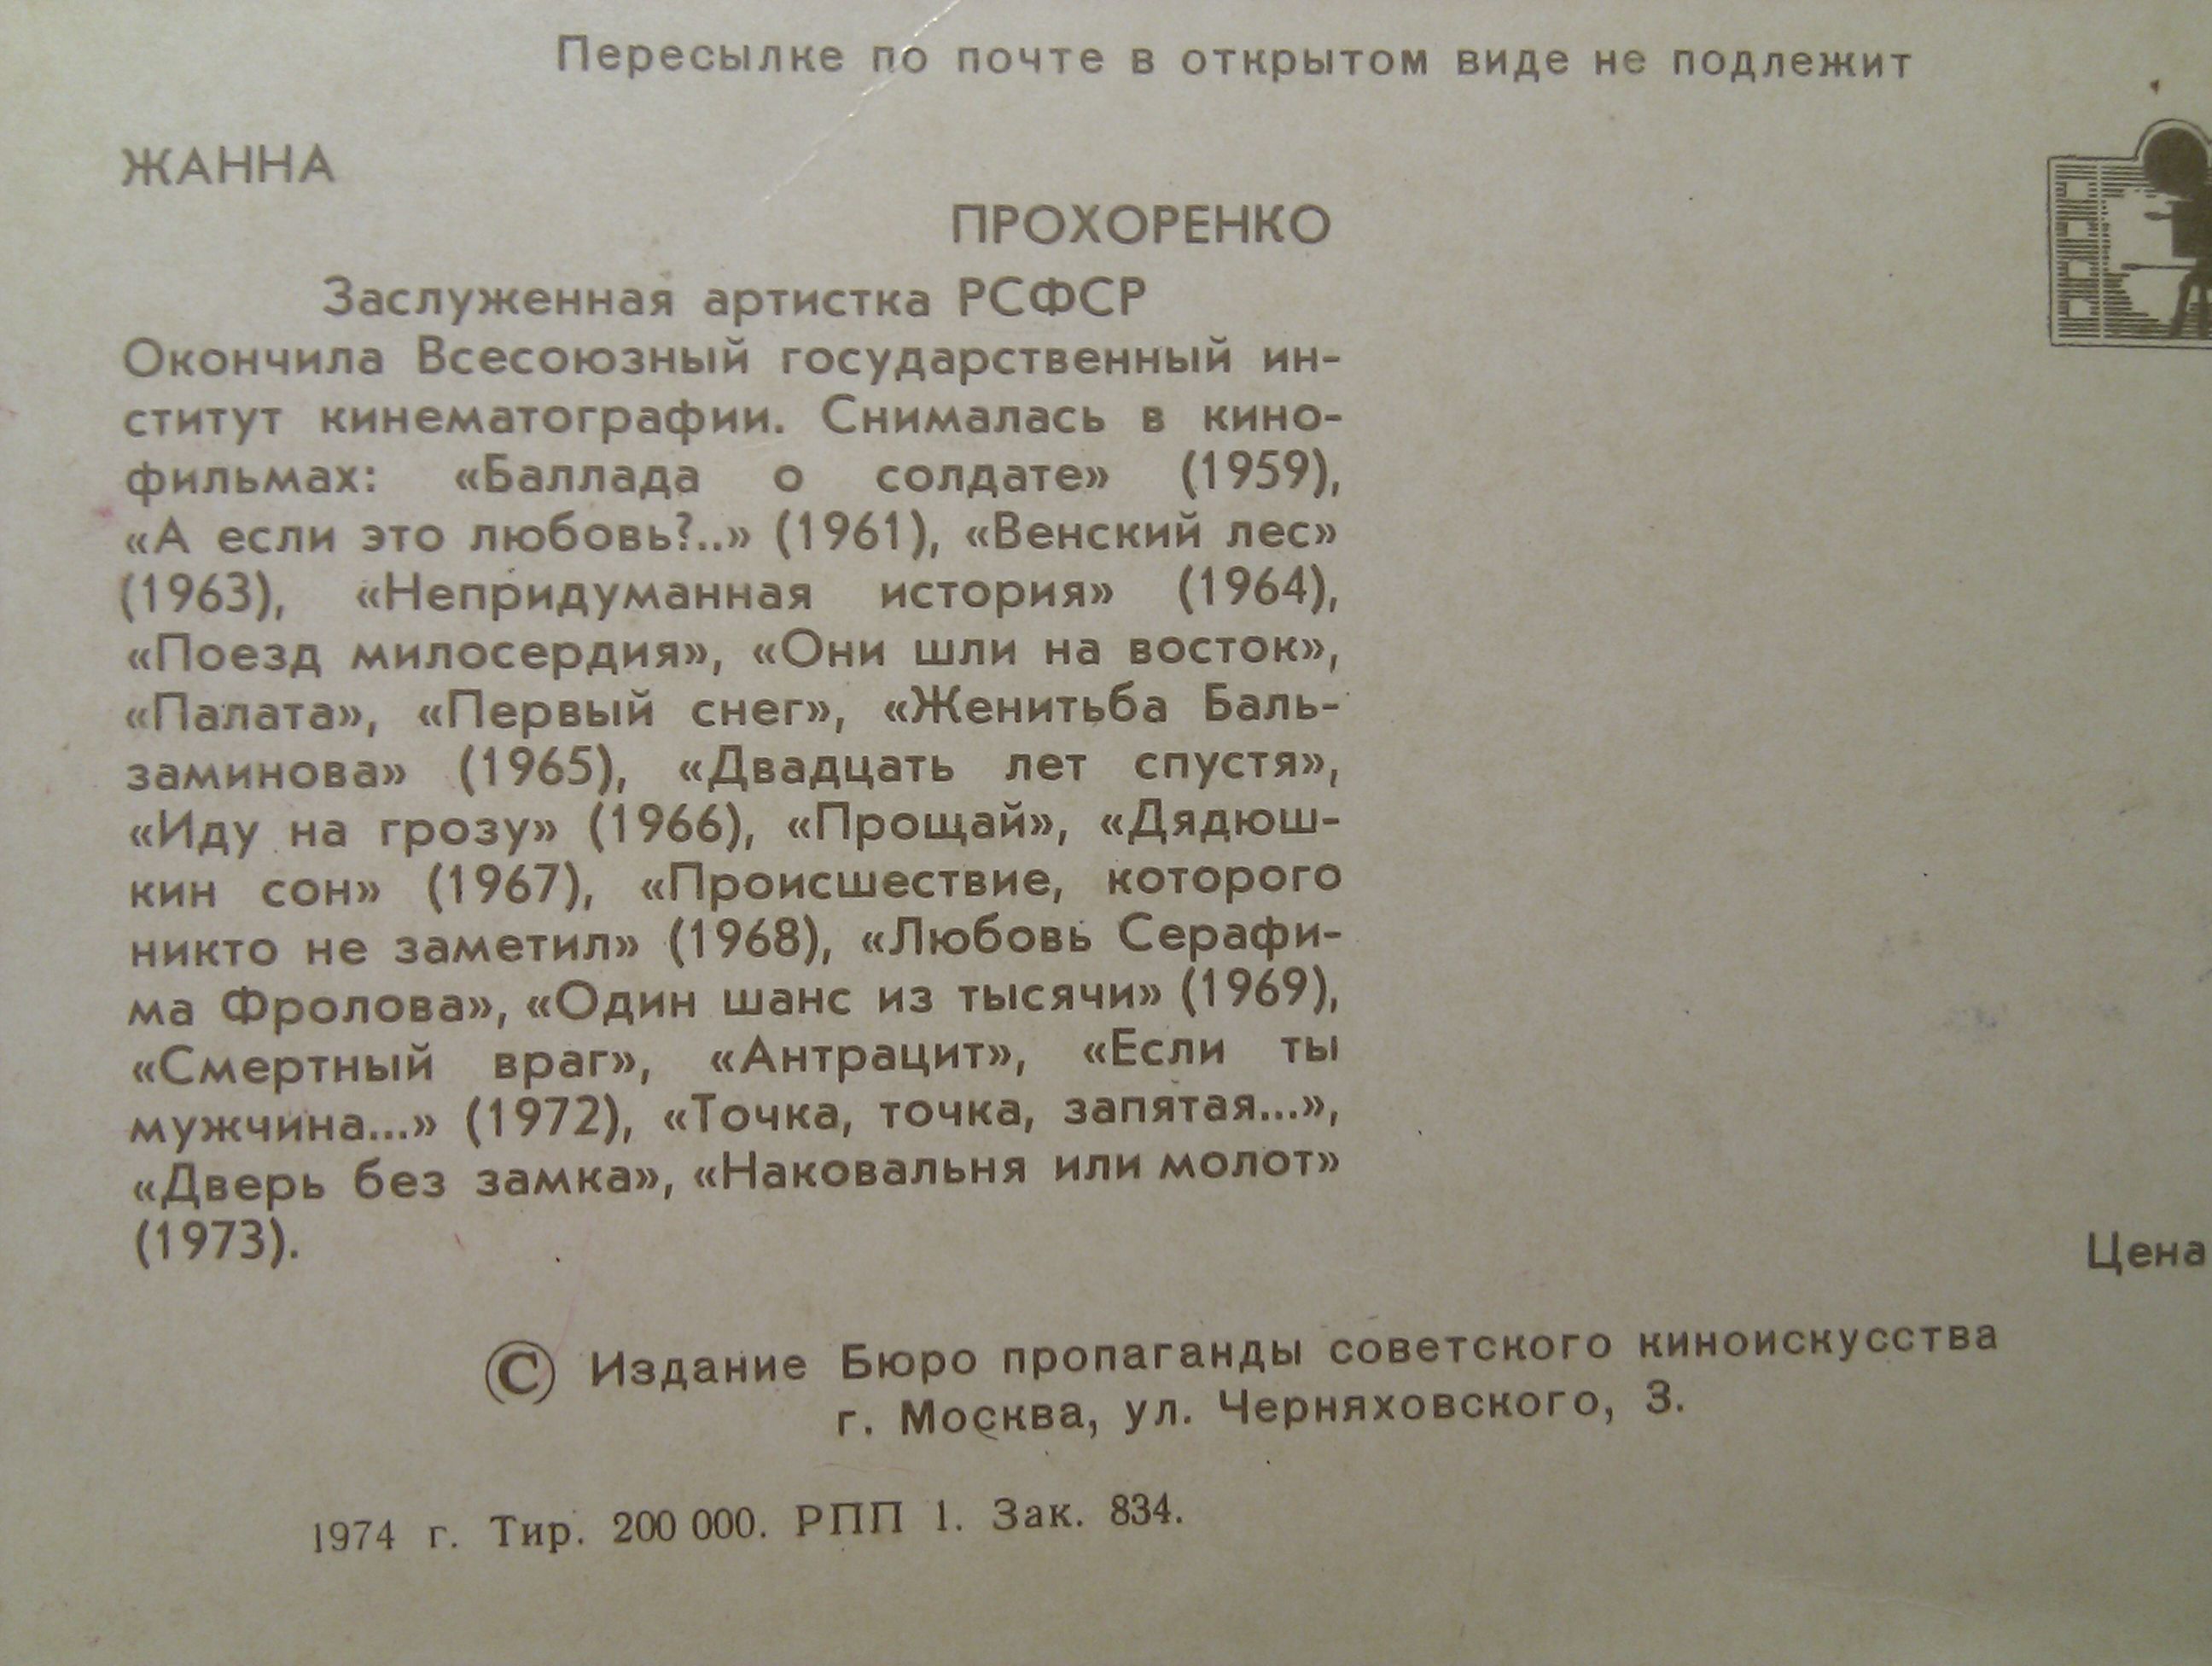 Пересылке по почте в открытом виде не подлежит
ЖАННА
ПРОХОРЕНКО
Заслуженная артистка РСФСР
Окончила Всесоюзный государственный ин-
ститут кинематографии. Снималась в кино-
фильмах: «Баллада о солдате» (1959),
«А если это любовь?..» (1961), «Венский лес»
(1963), «Непридуманная история» (1964),
«Поезд милосердия», «Они шли на восток»,
«Палата», «Первый снег», «Женитьба Баль-
заминова» (1965), «Двадцать лет спустя»,
«Иду на грозу» (1966), «Прощай», «Дядюш-
кин сон» (1967), «Происшествие, которого
никто не заметил» (1968), «Любовь Серафи-
ма Фролова», «Один шанс из тысячи» (1969),
«Смертный враг», «Антрацит», «Если ты
мужчина...» (1972), «Точка, точка, запятая...»,
«Дверь без замка», «Наковальня или молот»
(1973).
Цена
© Издание Бюро пропаганды советского киноискусства
г. Москва, ул. Черняховского, 3.
1974 г. Тир. 200 000. РПП 1. Зак. 834.